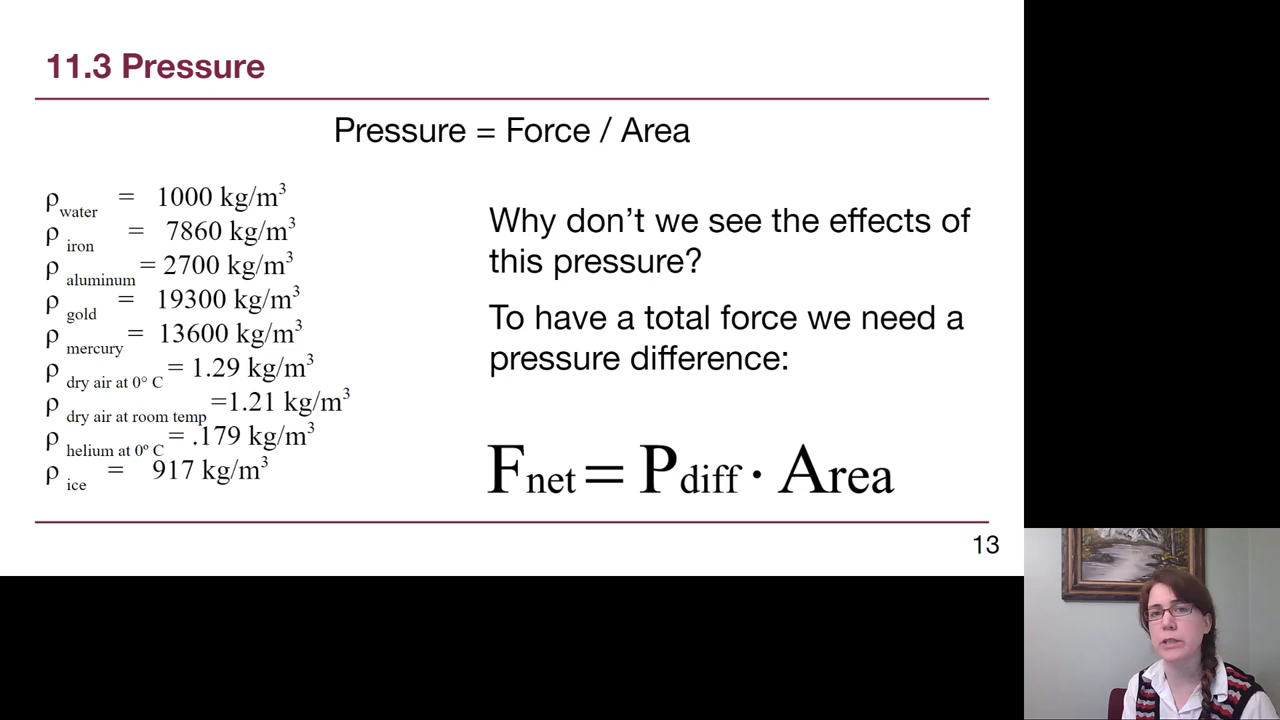 11.3 Pressure
Pressure = Force / Area
ρ water = 1000 kg/m³
ρ iron = 7860 kg/m³
ρ aluminum = 2700 kg/m³
ρ gold = 19300 kg/m³
ρ mercury = 13600 kg/m³
ρ dry air at 0° C = 1.29 kg/m³
ρ dry air at room temp =1.21 kg/m³
ρ helium at 0º C = .179 kg/m³
ρ ice = 917 kg/m³
Why don’t we see the effects of
this pressure?
To have a total force we need a
pressure difference:
Fnet = Pdiff · Area
13